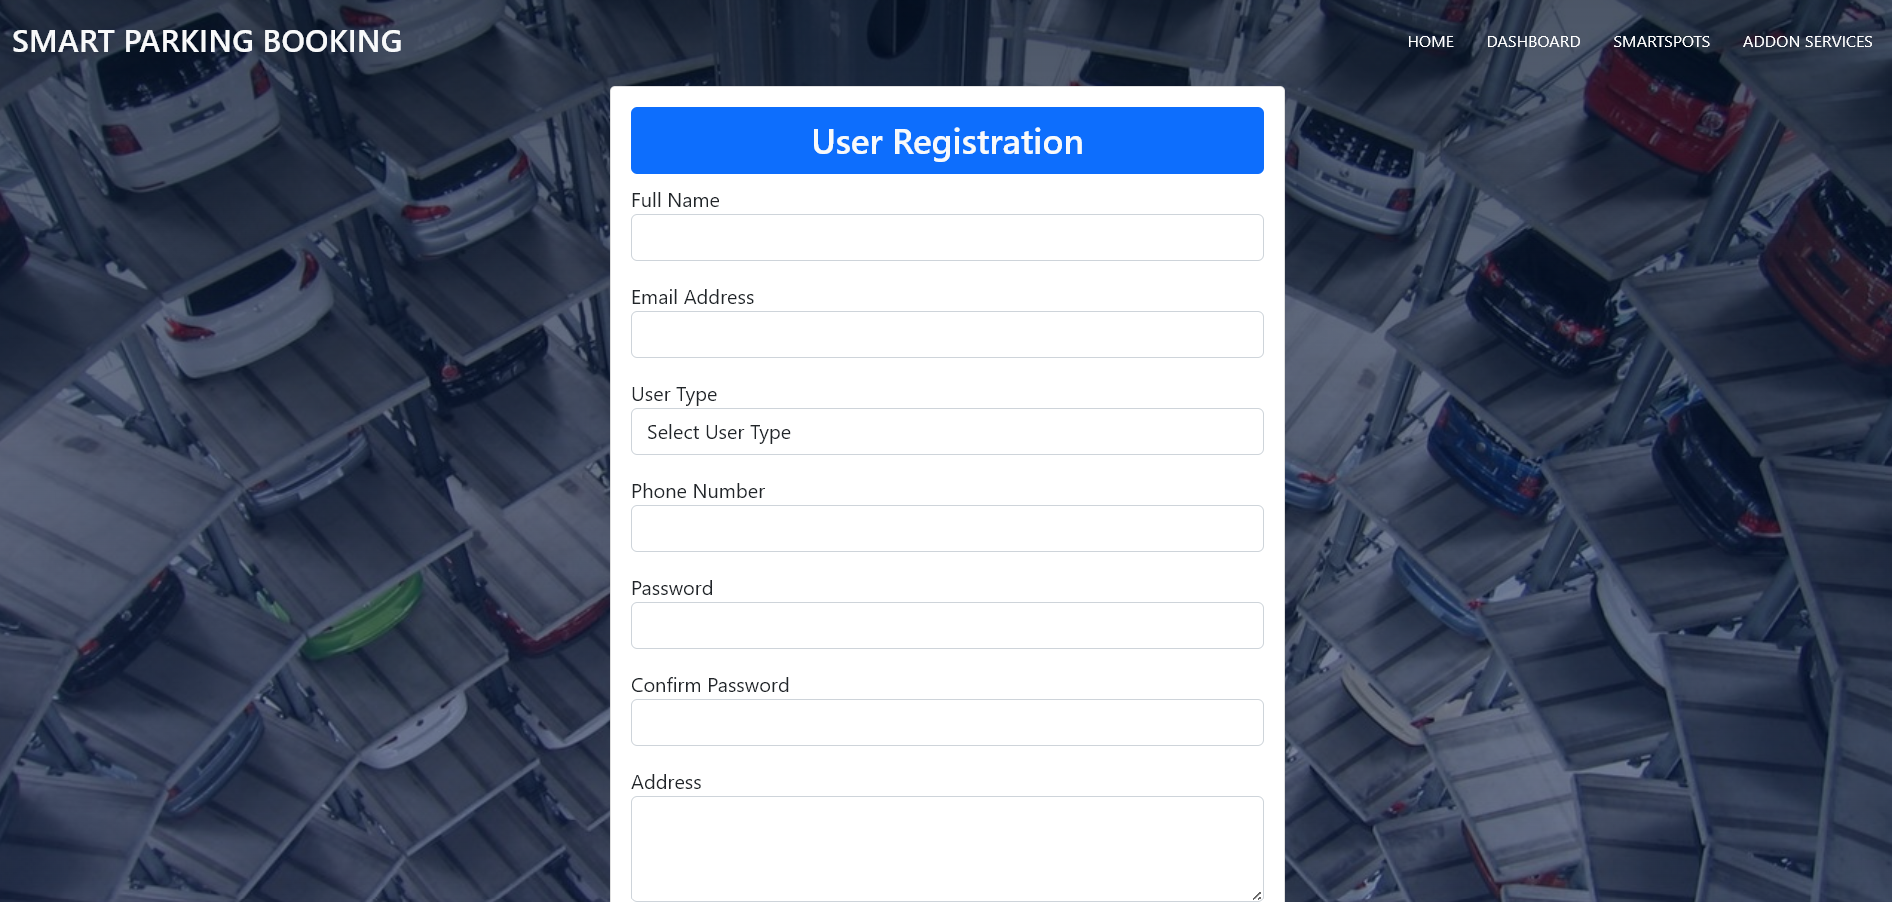 SMART PARKING BOOKING
HOME DASHBOARD SMARTSPOTS ADDON SERVICES
User Registration
Full Name
Email Address
User Type
Select User Type
Phone Number
Password
Confirm Password
Address